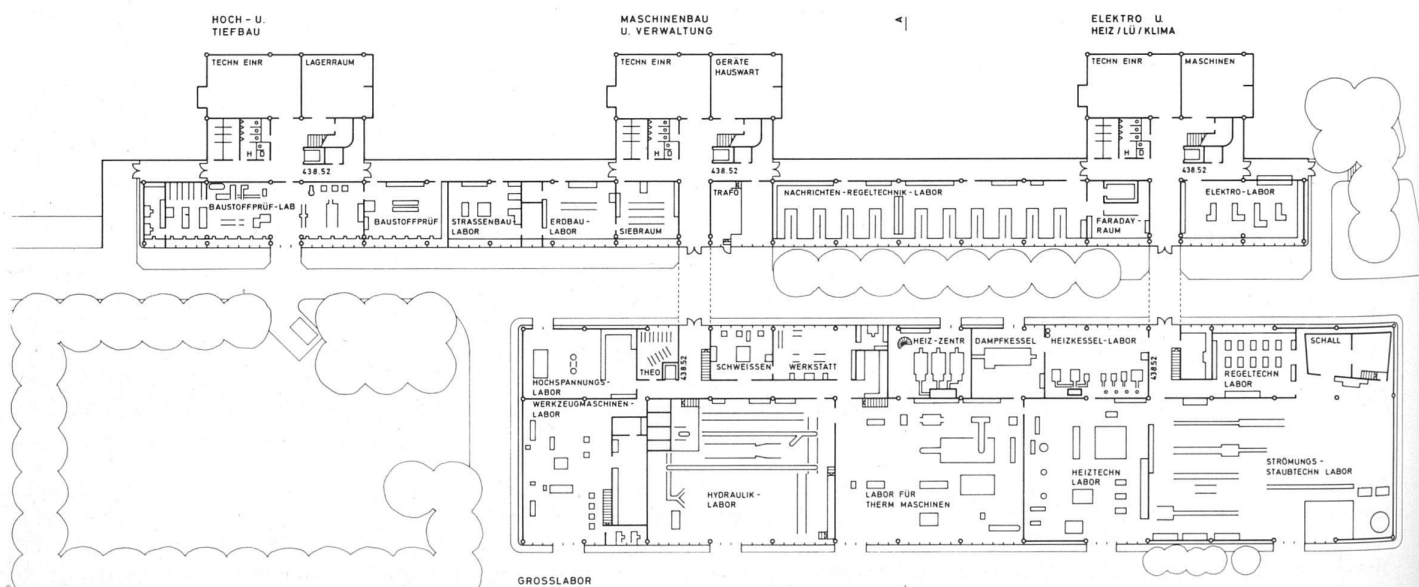 HOCH - U.
TIEFBAU
MASCHINENBAU
U. VERWALTUNG
A
ELEKTRO U.
HEIZ / LÜ / KLIMA
TECHN EINR
LAGERRAUM
TECHN EINR
GERÄTE
HAUSWART
TECHN EINR
MASCHINEN
H
D
H
D
H
D
438.52
438.52
438.52
BAUSTOFFPRÜF-LAB
BAUSTOFFPRÜF
STRASSENBAU-
LABOR
ERDBAU-
LABOR
SIEBRAUM
TRAFO
NACHRICHTEN-REGELTECHNIK-LABOR
FARADAY-
RAUM
ELEKTRO-LABOR
HOCHSPANNUNGS-
LABOR
THEO
438.52
SCHWEISSEN
WERKSTATT
HEIZ-ZENTR
DAMPFKESSEL
HEIZKESSEL-LABOR
438.52
REGELTECHN
LABOR
SCHALL
WERKZEUGMASCHINEN-
LABOR
HYDRAULIK-
LABOR
LABOR FÜR
THERM MASCHINEN
HEIZTECHN
LABOR
STRÖMUNGS-
STAUBTECHN LABOR
GROSSLABOR